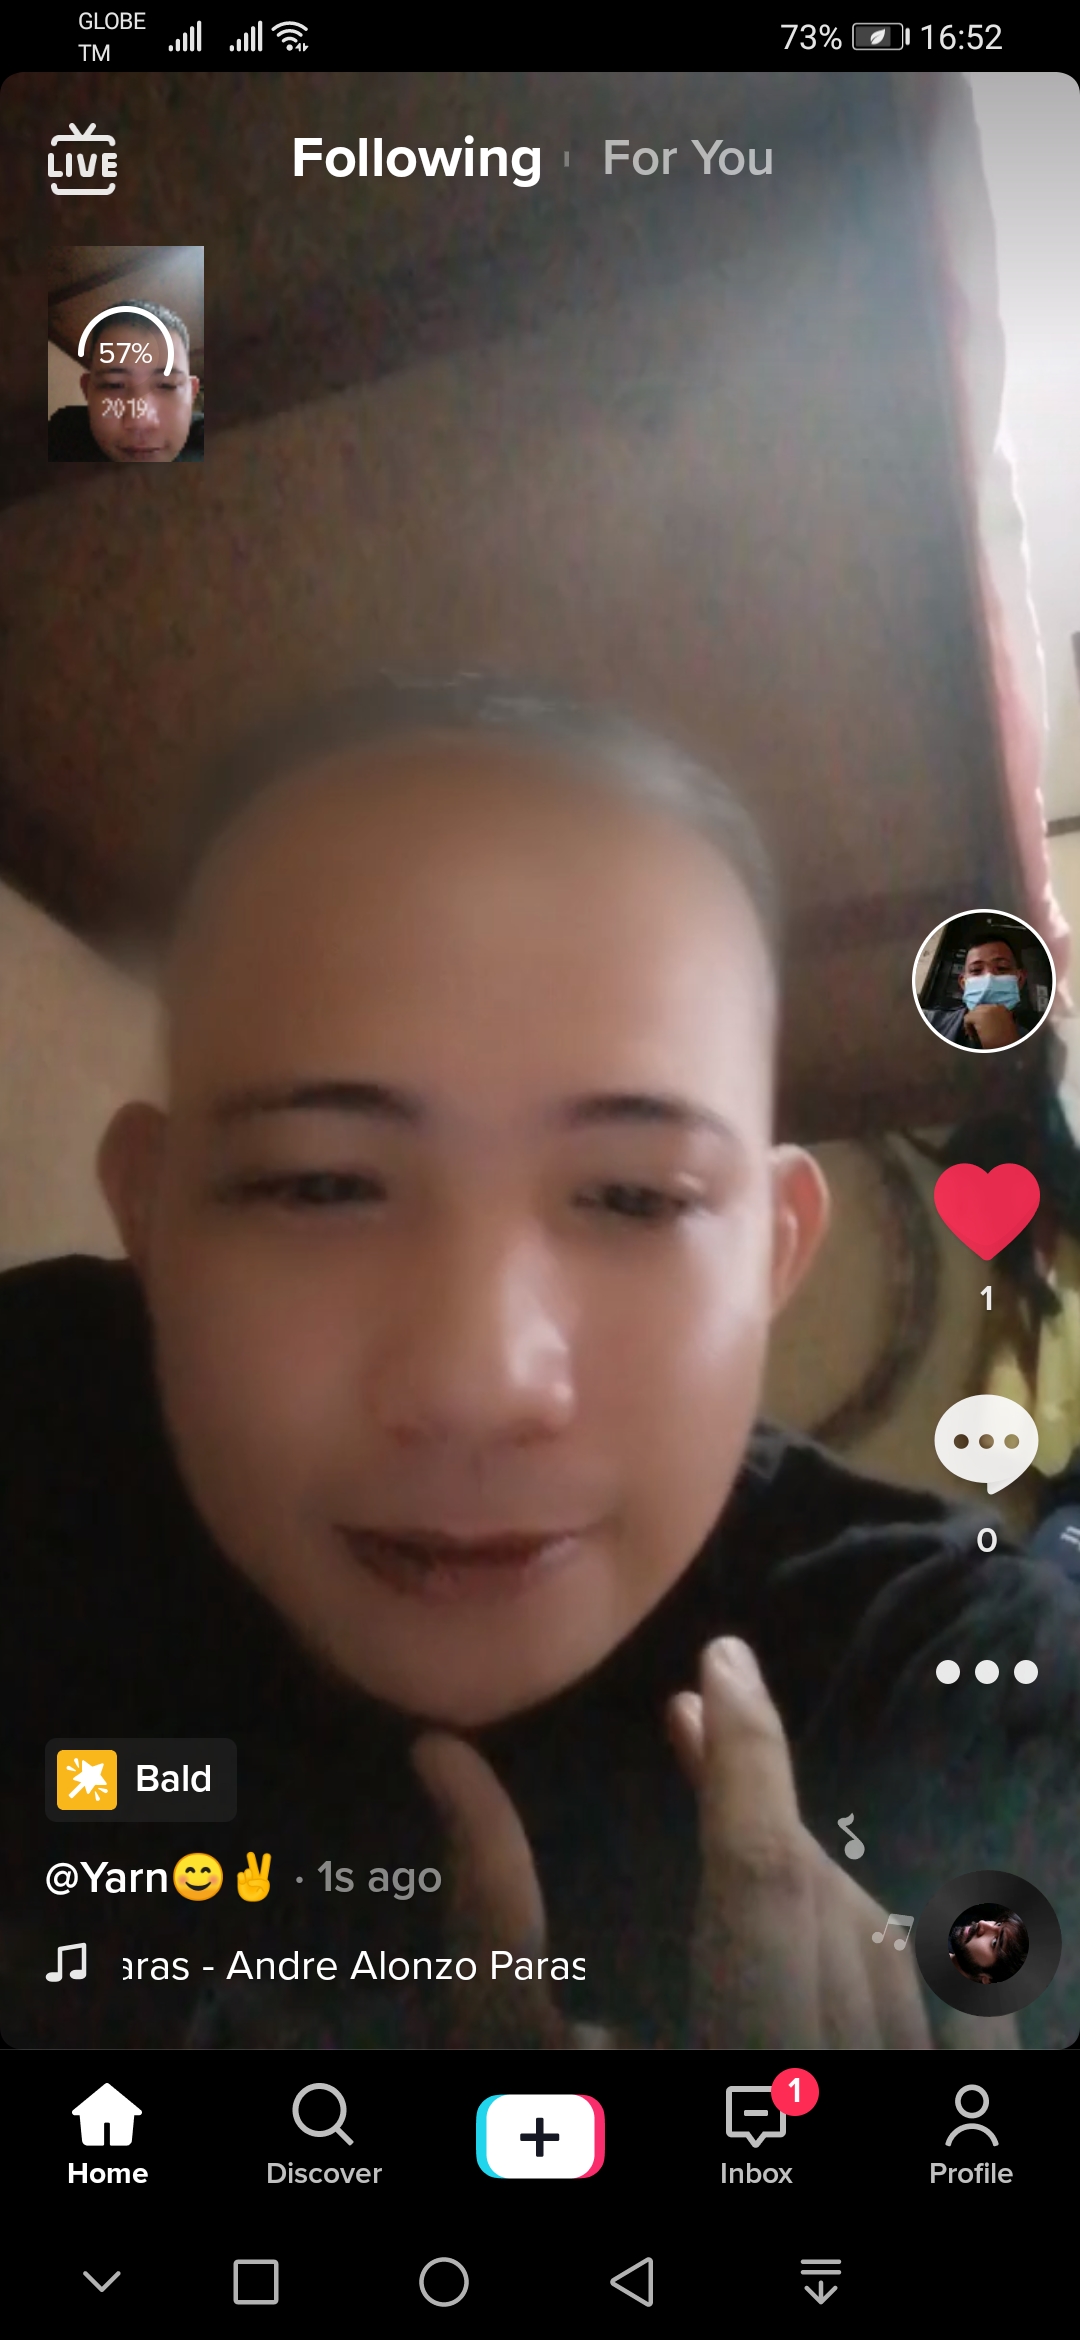 GLOBE
TM
73% 16:52
LIVE
Following
For You
57%
2019
1
0
Bald
@Yarn😊✌️ · 1s ago
aras - Andre Alonzo Paras
Home
Discover
1
Inbox
Profile